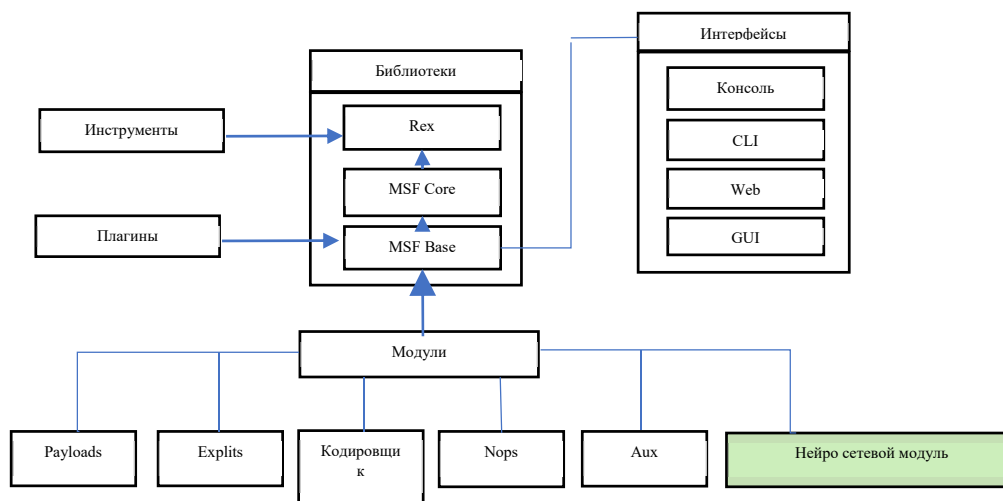 Интерфейсы
Библиотеки
Консоль
Инструменты
Rex
CLI
MSF Core
Web
Плагины
MSF Base
GUI
Модули
Payloads
Explits
Кодировщи
к
Nops
Aux
Нейро сетевой модуль